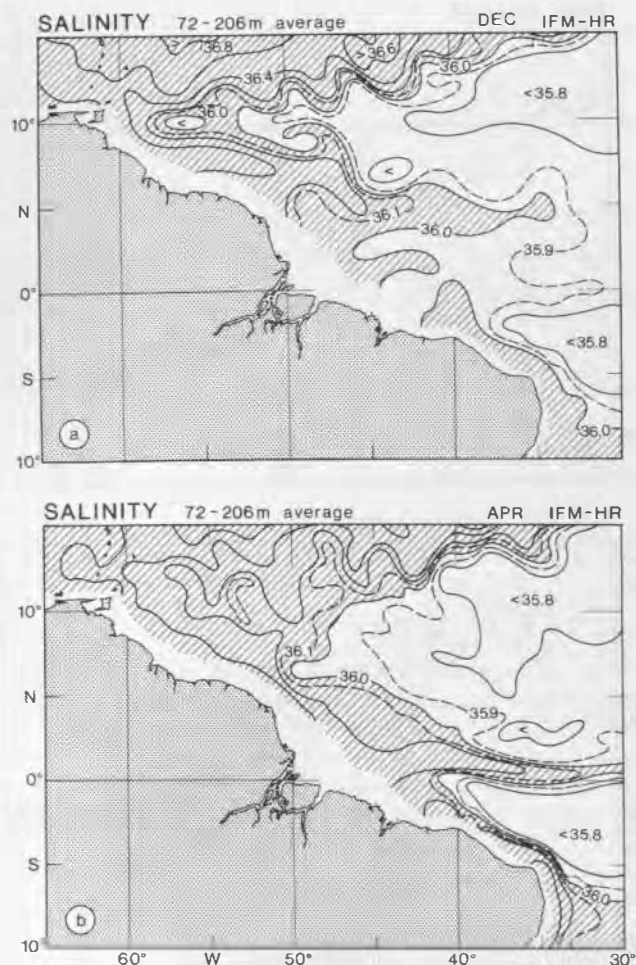 SALINITY 72-206m average DEC IFM-HR
>36.8
>36.6
36.4
36.0
<35.8
36.0
10°
<
<
N
36.1
36.0
35.9
0°
<35.8
S
a
36.0
10°
SALINITY 72-206m average APR IFM-HR
<35.8
10°
36.1
36.0
N
35.9
<
0°
<35.8
S
36.0
b
10°
60° W 50° 40° 30°